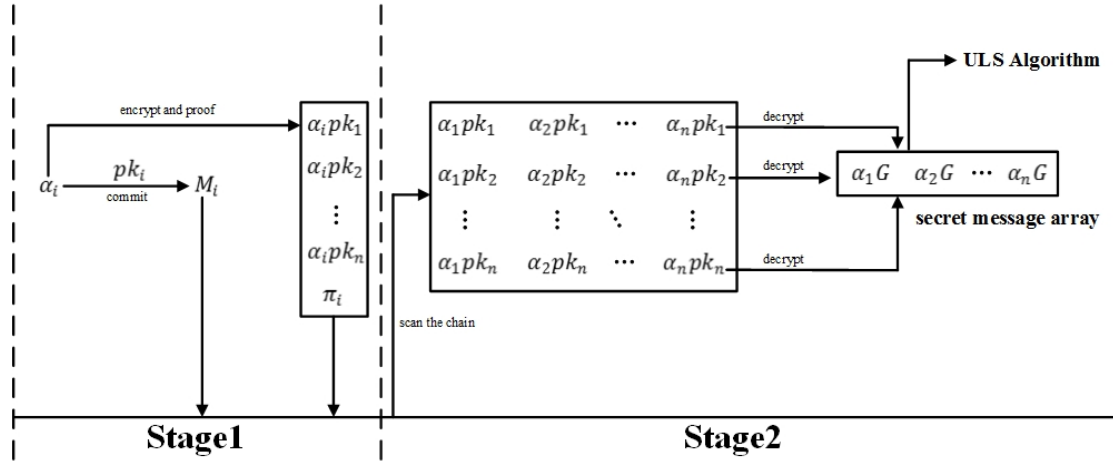 encrypt and proof
α_i
pk_i
commit
M_i
α_i pk_1
α_i pk_2
⋮
α_i pk_n
π_i
scan the chain
α_1 pk_1 α_2 pk_1 ⋯ α_n pk_1
α_1 pk_2 α_2 pk_2 ⋯ α_n pk_2
⋮ ⋮ ⋱ ⋮
α_1 pk_n α_2 pk_n ⋯ α_n pk_n
decrypt
decrypt
decrypt
ULS Algorithm
α_1 G α_2 G ⋯ α_n G
secret message array
Stage1
Stage2